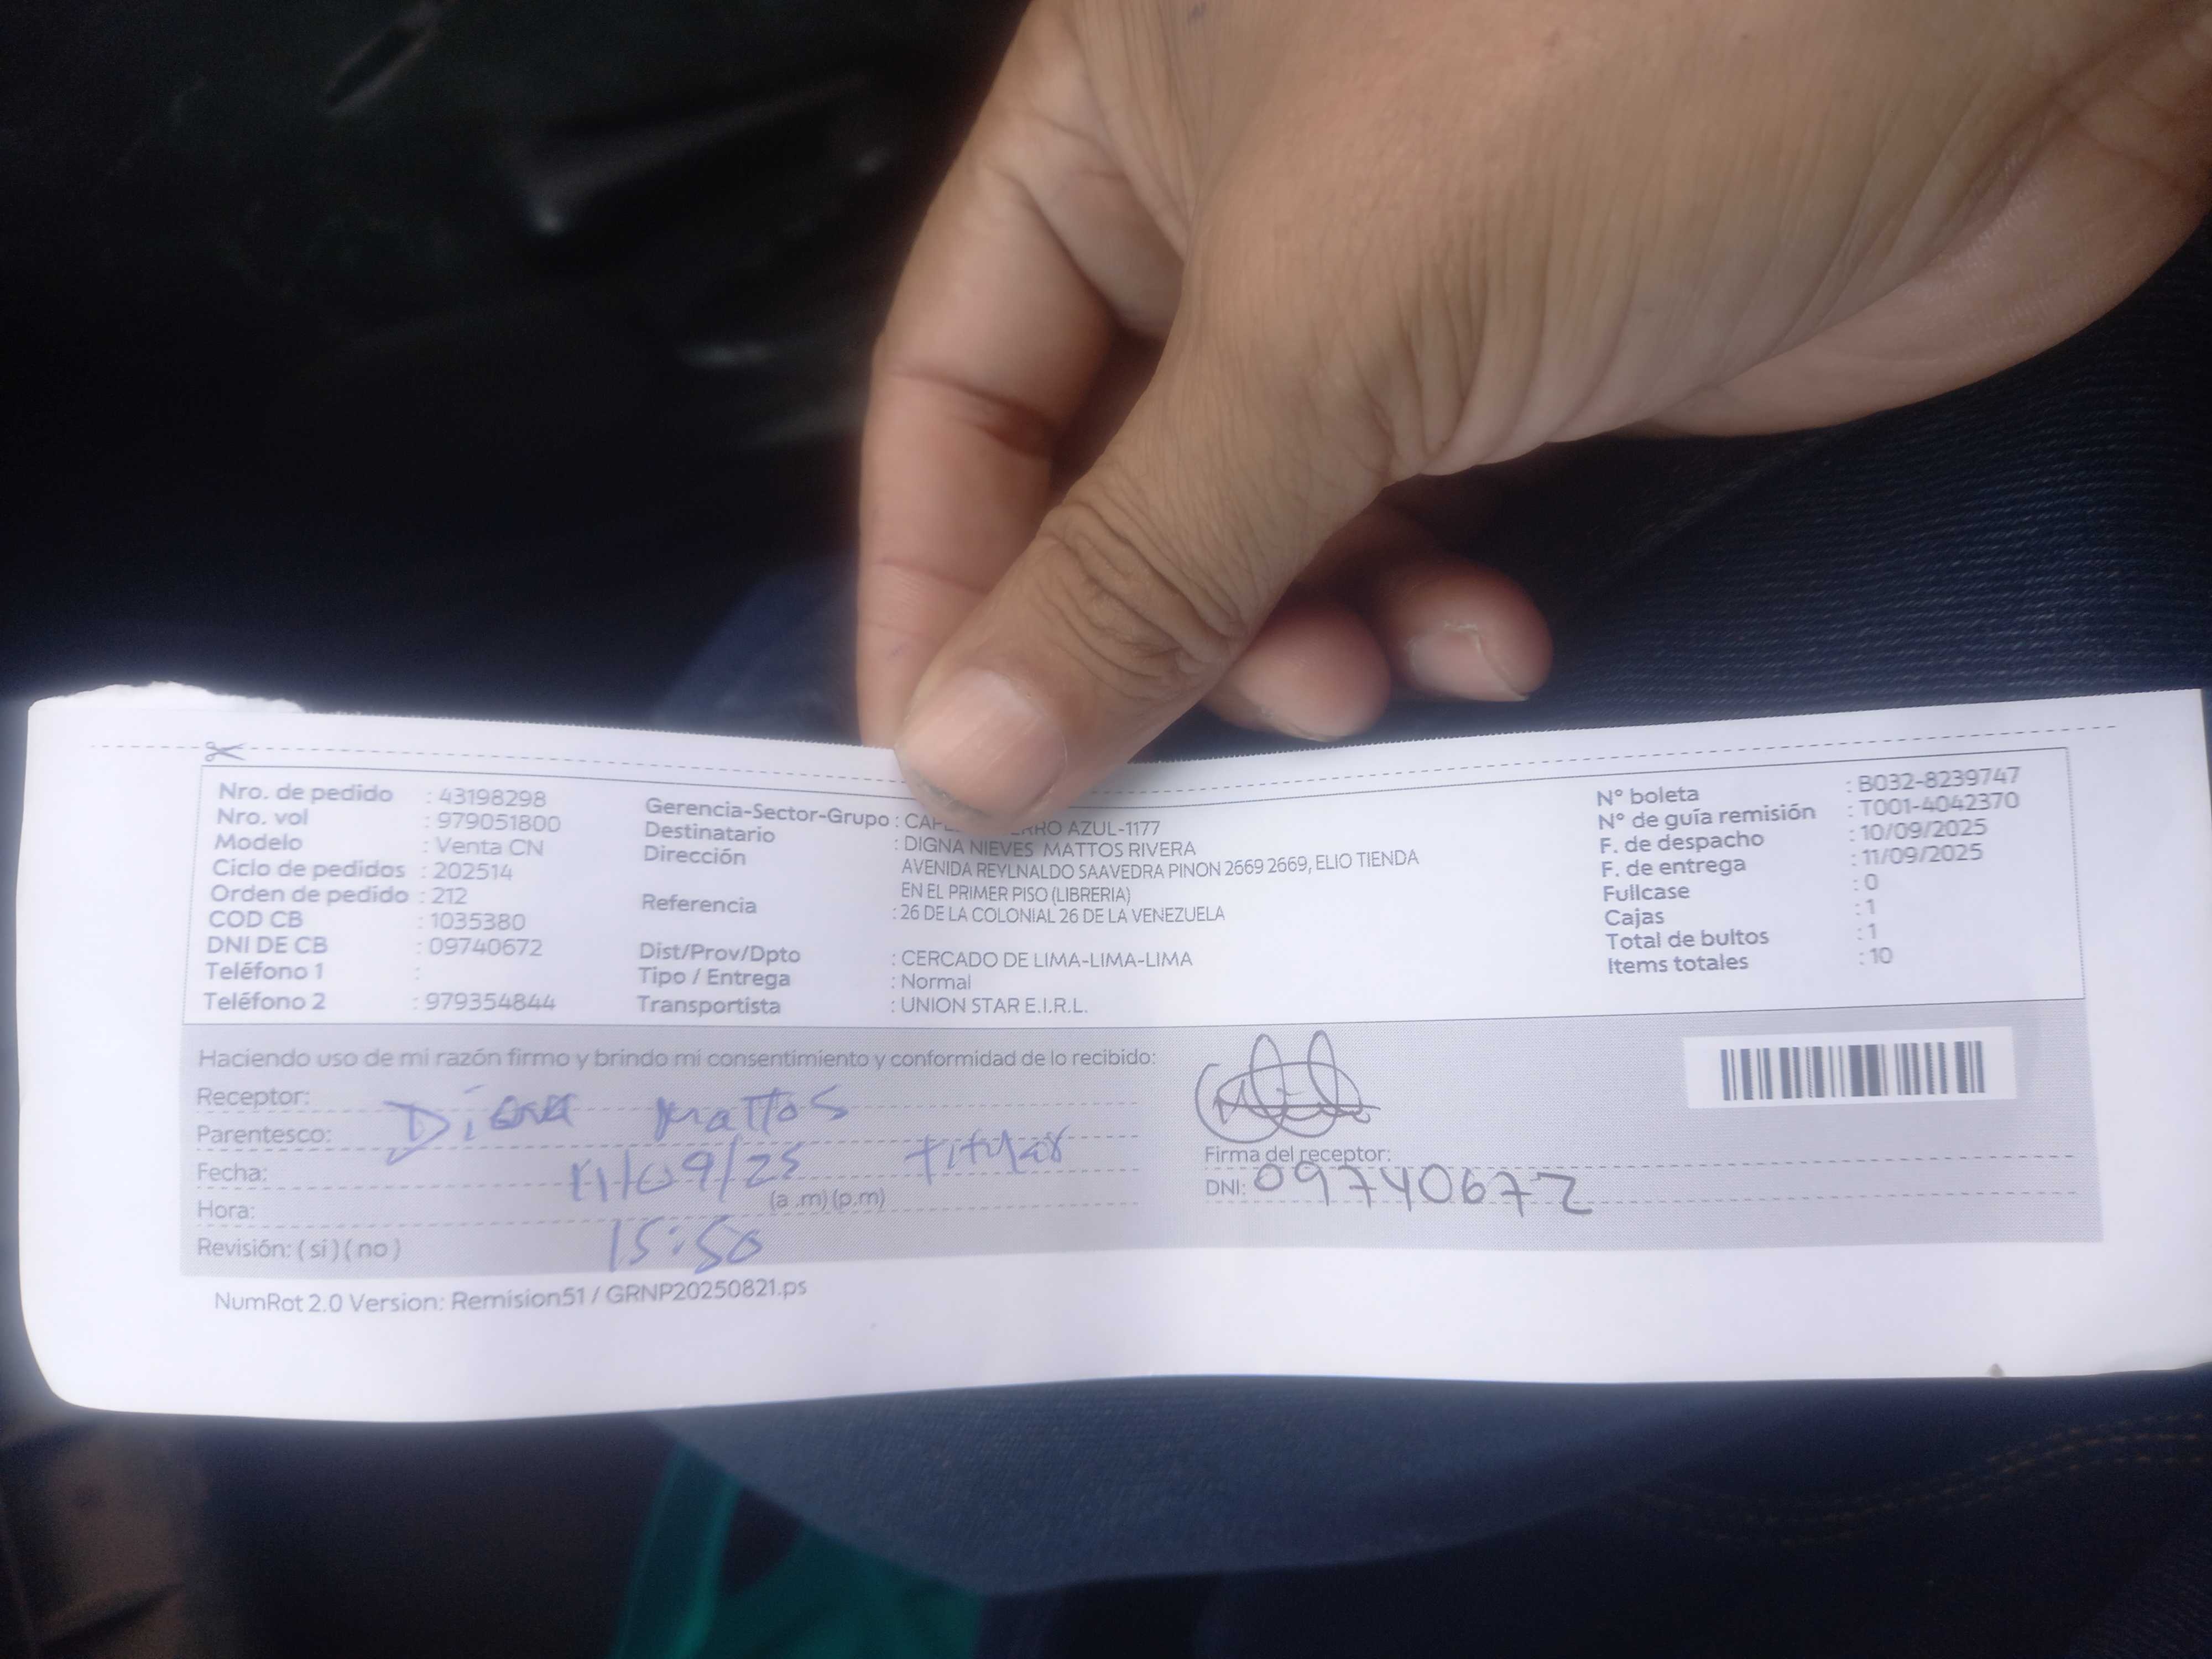 Nro. de pedido : 43198298
Nro. vol : 979051800
Modelo : Venta CN
Ciclo de pedidos : 202514
Orden de pedido : 212
COD CB : 1035380
DNI DE CB : 09740672
Teléfono 1 :
Teléfono 2 : 979354844
Gerencia-Sector-Grupo : AZUL-1177
Destinatario : DIGNA NIEVES MATTOS RIVERA
Dirección AVENIDA REYLNALDO SAAVEDRA PINON 2669 2669, ELIO TIENDA
EN EL PRIMER PISO (LIBRERIA)
Referencia : 26 DE LA COLONIAL 26 DE LA VENEZUELA
Dist/Prov/Dpto : CERCADO DE LIMA-LIMA-LIMA
Tipo / Entrega : Normal
Transportista : UNION STAR E.I.R.L.
N° boleta : B032-8239747
N° de guía remisión : T001-4042370
F. de despacho : 10/09/2025
F. de entrega : 11/09/2025
Fullcase : 0
Cajas : 1
Total de bultos : 1
Items totales : 10
Haciendo uso de mi razón firmo y brindo mi consentimiento y conformidad de lo recibido:
Receptor: Mattos
Parentesco: titular
Fecha: 11/09/25
Hora: (a .m) (p.m) 15:50
Revisión: ( sí ) ( no )
Firma del receptor:
DNI: 09740672
NumRot 2.0 Version: Remision51 / GRNP20250821.ps